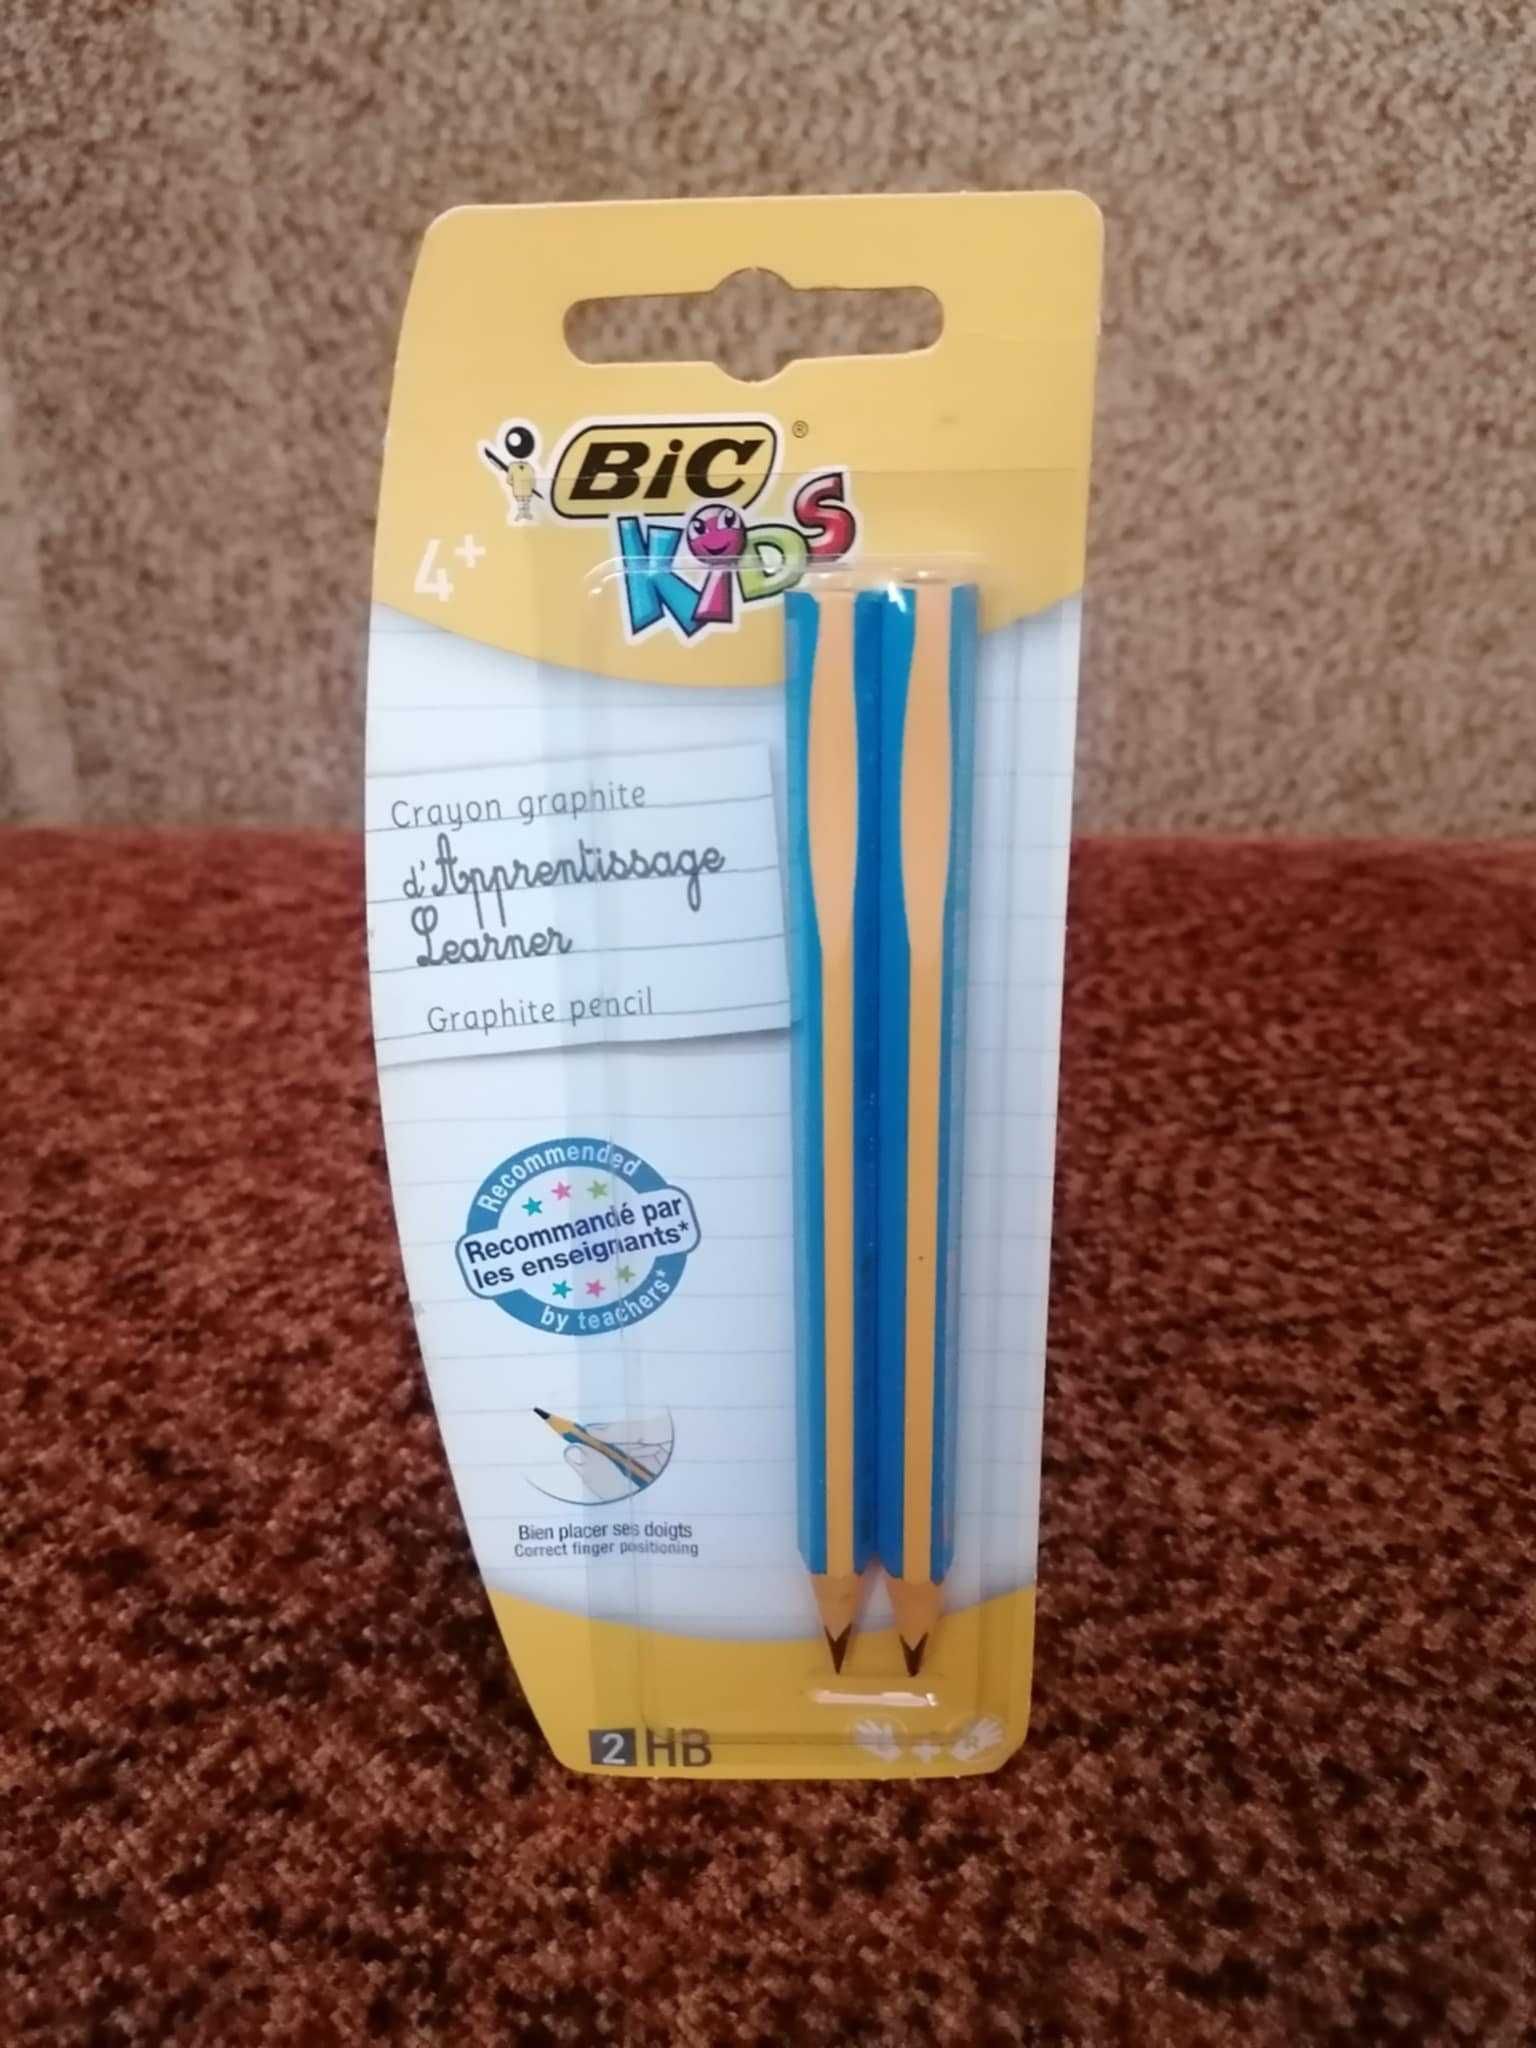 BiC®
KiDS
4+
Crayon graphite
d'Apprentissage
Learner
Graphite pencil
Recommended
Recommandé par
les enseignants*
by teachers*
Bien placer ses doigts
Correct finger positioning
2 HB
L + R